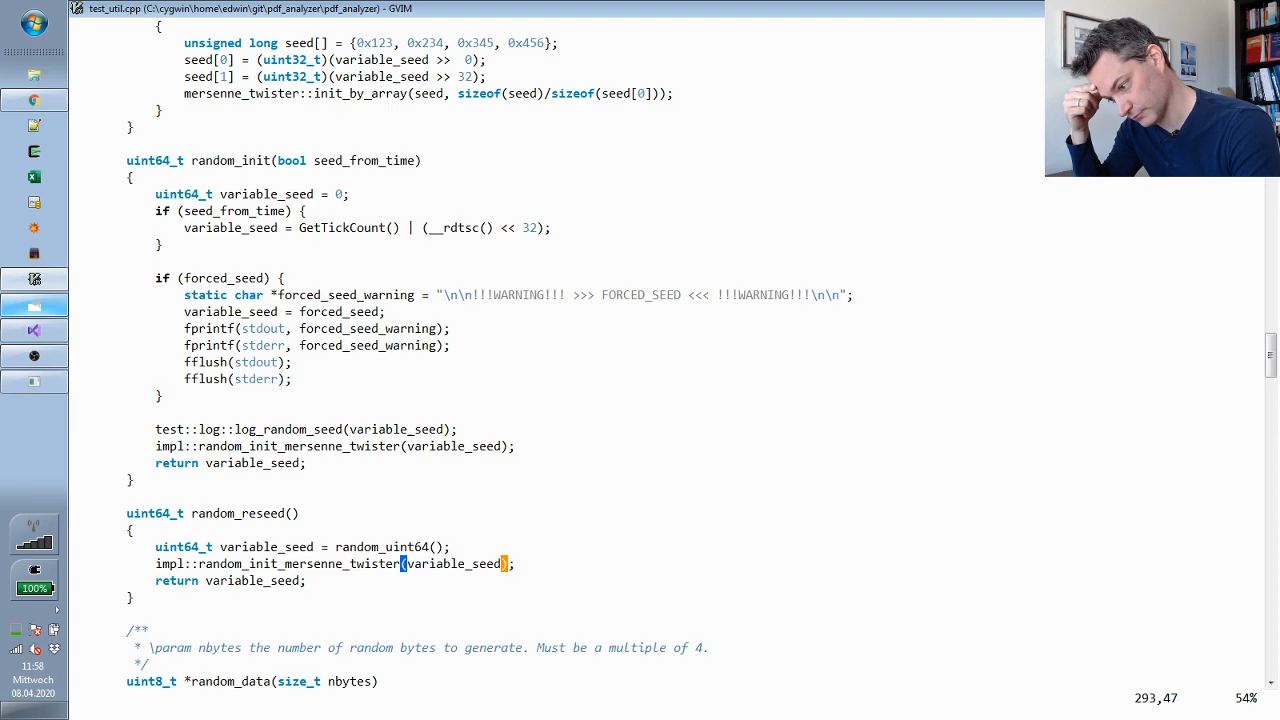 test_util.cpp (C:\cygwin\home\edwin\git\pdf_analyzer\pdf_analyzer) - GVIM
{
unsigned long seed[] = {0x123, 0x234, 0x345, 0x456};
seed[0] = (uint32_t)(variable_seed >>  0);
seed[1] = (uint32_t)(variable_seed >> 32);
mersenne_twister::init_by_array(seed, sizeof(seed)/sizeof(seed[0]));
}
}
uint64_t random_init(bool seed_from_time)
{
uint64_t variable_seed = 0;
if (seed_from_time) {
variable_seed = GetTickCount() | (__rdtsc() << 32);
}
if (forced_seed) {
static char *forced_seed_warning = "\n\n!!!WARNING!!! >>> FORCED_SEED <<< !!!WARNING!!!\n\n";
variable_seed = forced_seed;
fprintf(stdout, forced_seed_warning);
fprintf(stderr, forced_seed_warning);
fflush(stdout);
fflush(stderr);
}
test::log::log_random_seed(variable_seed);
impl::random_init_mersenne_twister(variable_seed);
return variable_seed;
}
uint64_t random_reseed()
{
uint64_t variable_seed = random_uint64();
impl::random_init_mersenne_twister(variable_seed);
return variable_seed;
}
/**
* \param nbytes the number of random bytes to generate. Must be a multiple of 4.
*/
uint8_t *random_data(size_t nbytes)
293,47 54%
100%
11:58
Mittwoch
08.04.2020